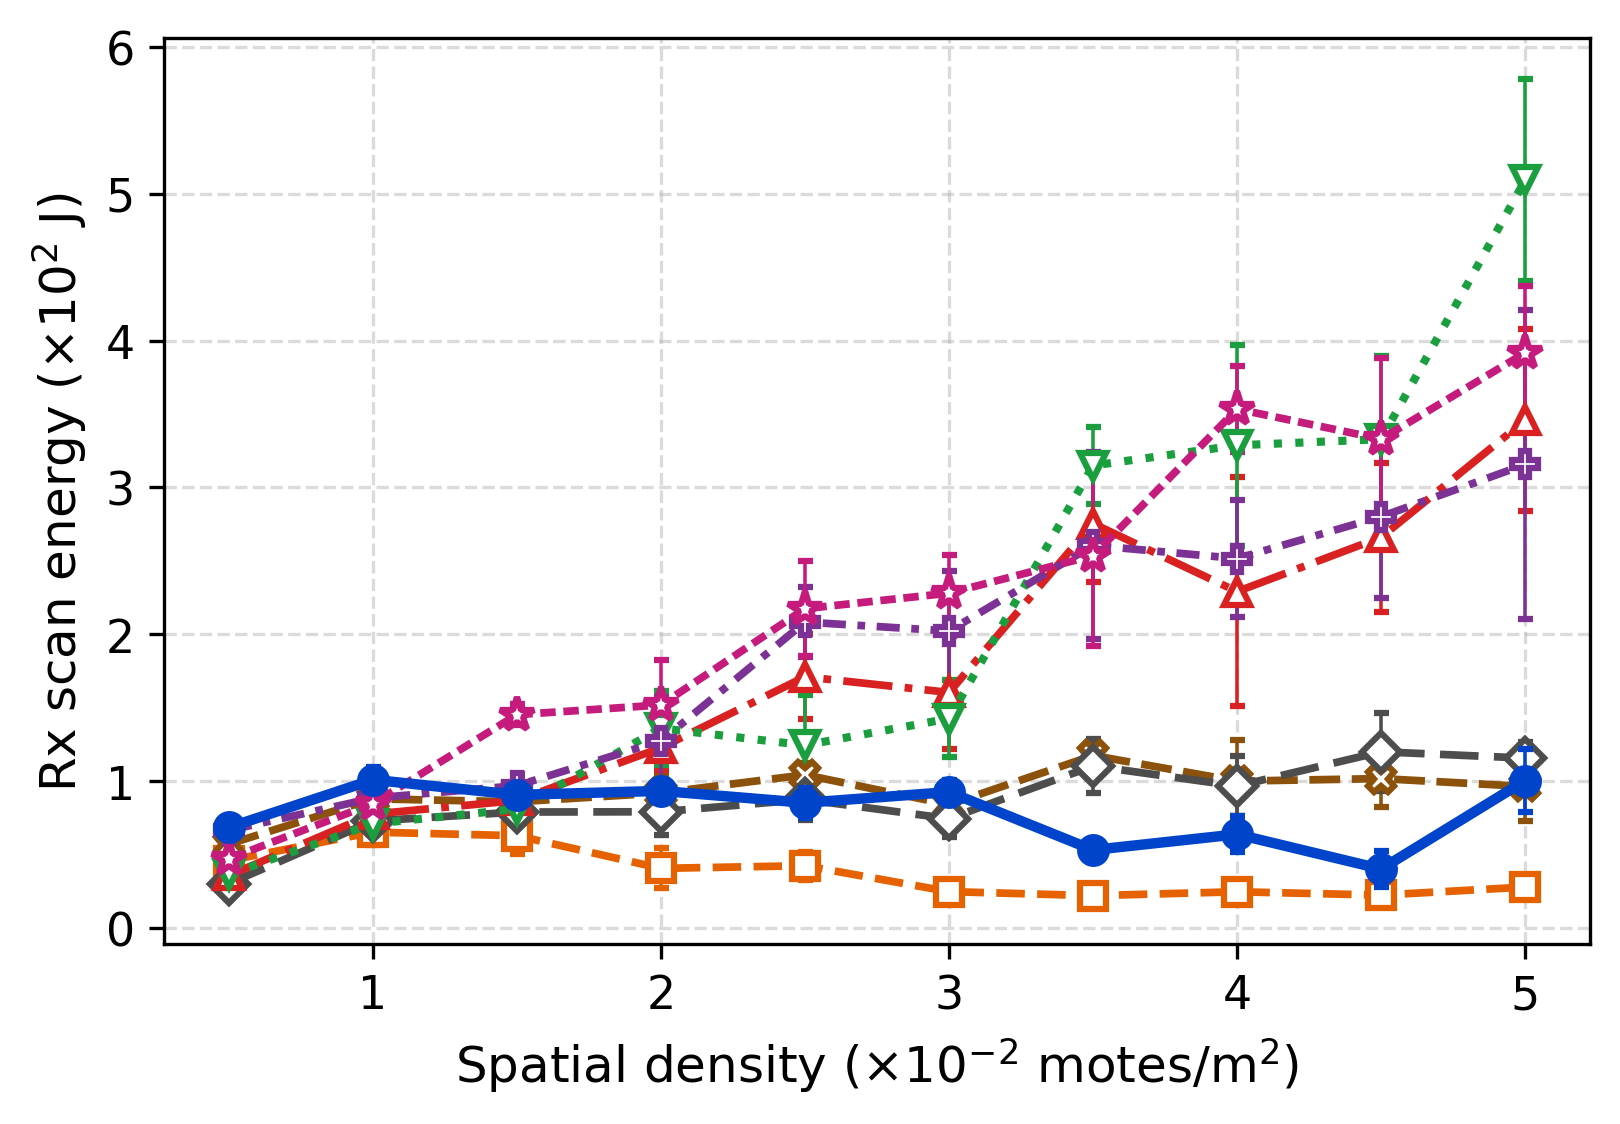 6
5
4
3
2
1
0
Rx scan energy (×10² J)
1 2 3 4 5
Spatial density (×10⁻² motes/m²)